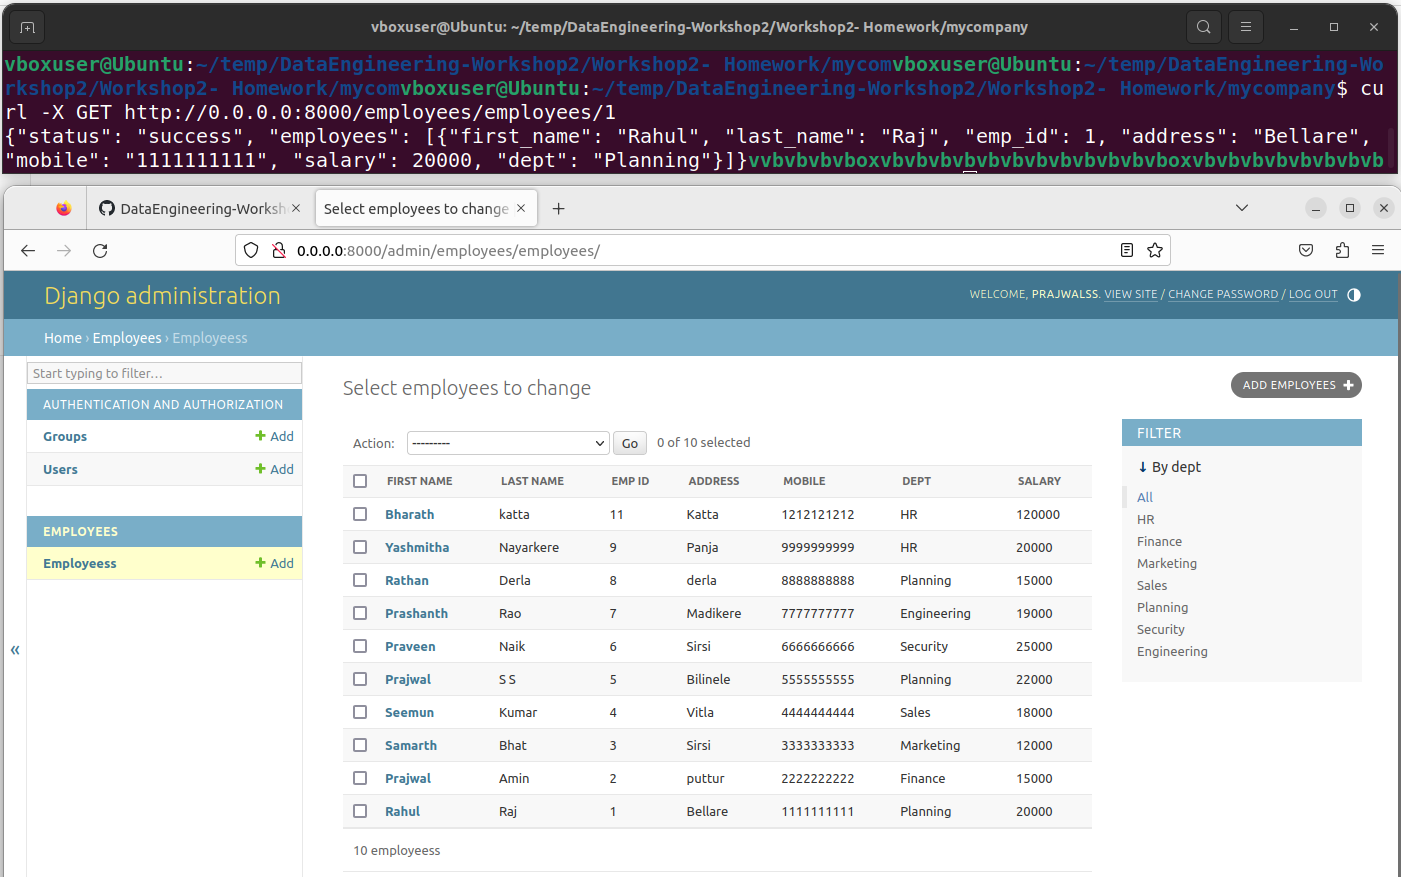 vboxuser@Ubuntu: ~/temp/DataEngineering-Workshop2/Workshop2- Homework/mycompany
vboxuser@Ubuntu:~/temp/DataEngineering-Workshop2/Workshop2- Homework/mycomvboxuser@Ubuntu:~/temp/DataEngineering-Wo
rkshop2/Workshop2- Homework/mycomvboxuser@Ubuntu:~/temp/DataEngineering-Workshop2/Workshop2- Homework/mycompany$ cu
rl -X GET http://0.0.0.0:8000/employees/employees/1
{"status": "success", "employees": [{"first_name": "Rahul", "last_name": "Raj", "emp_id": 1, "address": "Bellare",
"mobile": "1111111111", "salary": 20000, "dept": "Planning"}]}vvbvbvbvboxvbvbvbvbvbvbvbvbvbvbvbvbvboxvbvbvbvbvbvbvbvb
DataEngineering-Worksh
Select employees to change
0.0.0.0:8000/admin/employees/employees/
Django administration
WELCOME, PRAJWALSS. VIEW SITE / CHANGE PASSWORD / LOG OUT
Home › Employees › Employeess
Start typing to filter…
AUTHENTICATION AND AUTHORIZATION
Groups + Add
Users + Add
EMPLOYEES
Employeess + Add
«
Select employees to change
ADD EMPLOYEES +
Action: --------- Go 0 of 10 selected
FIRST NAME LAST NAME EMP ID ADDRESS MOBILE DEPT SALARY
Bharath katta 11 Katta 1212121212 HR 120000
Yashmitha Nayarkere 9 Panja 9999999999 HR 20000
Rathan Derla 8 derla 8888888888 Planning 15000
Prashanth Rao 7 Madikere 7777777777 Engineering 19000
Praveen Naik 6 Sirsi 6666666666 Security 25000
Prajwal S S 5 Bilinele 5555555555 Planning 22000
Seemun Kumar 4 Vitla 4444444444 Sales 18000
Samarth Bhat 3 Sirsi 3333333333 Marketing 12000
Prajwal Amin 2 puttur 2222222222 Finance 15000
Rahul Raj 1 Bellare 1111111111 Planning 20000
10 employeess
FILTER
↓ By dept
All
HR
Finance
Marketing
Sales
Planning
Security
Engineering